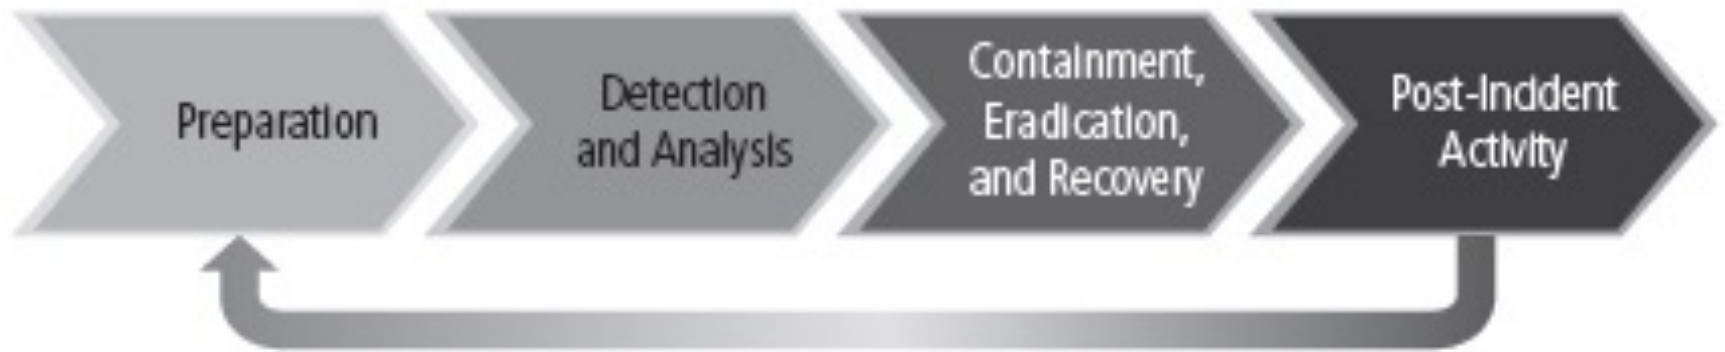 Preparation
Detection
and Analysis
Containment,
Eradication,
and Recovery
Post-Incident
Activity